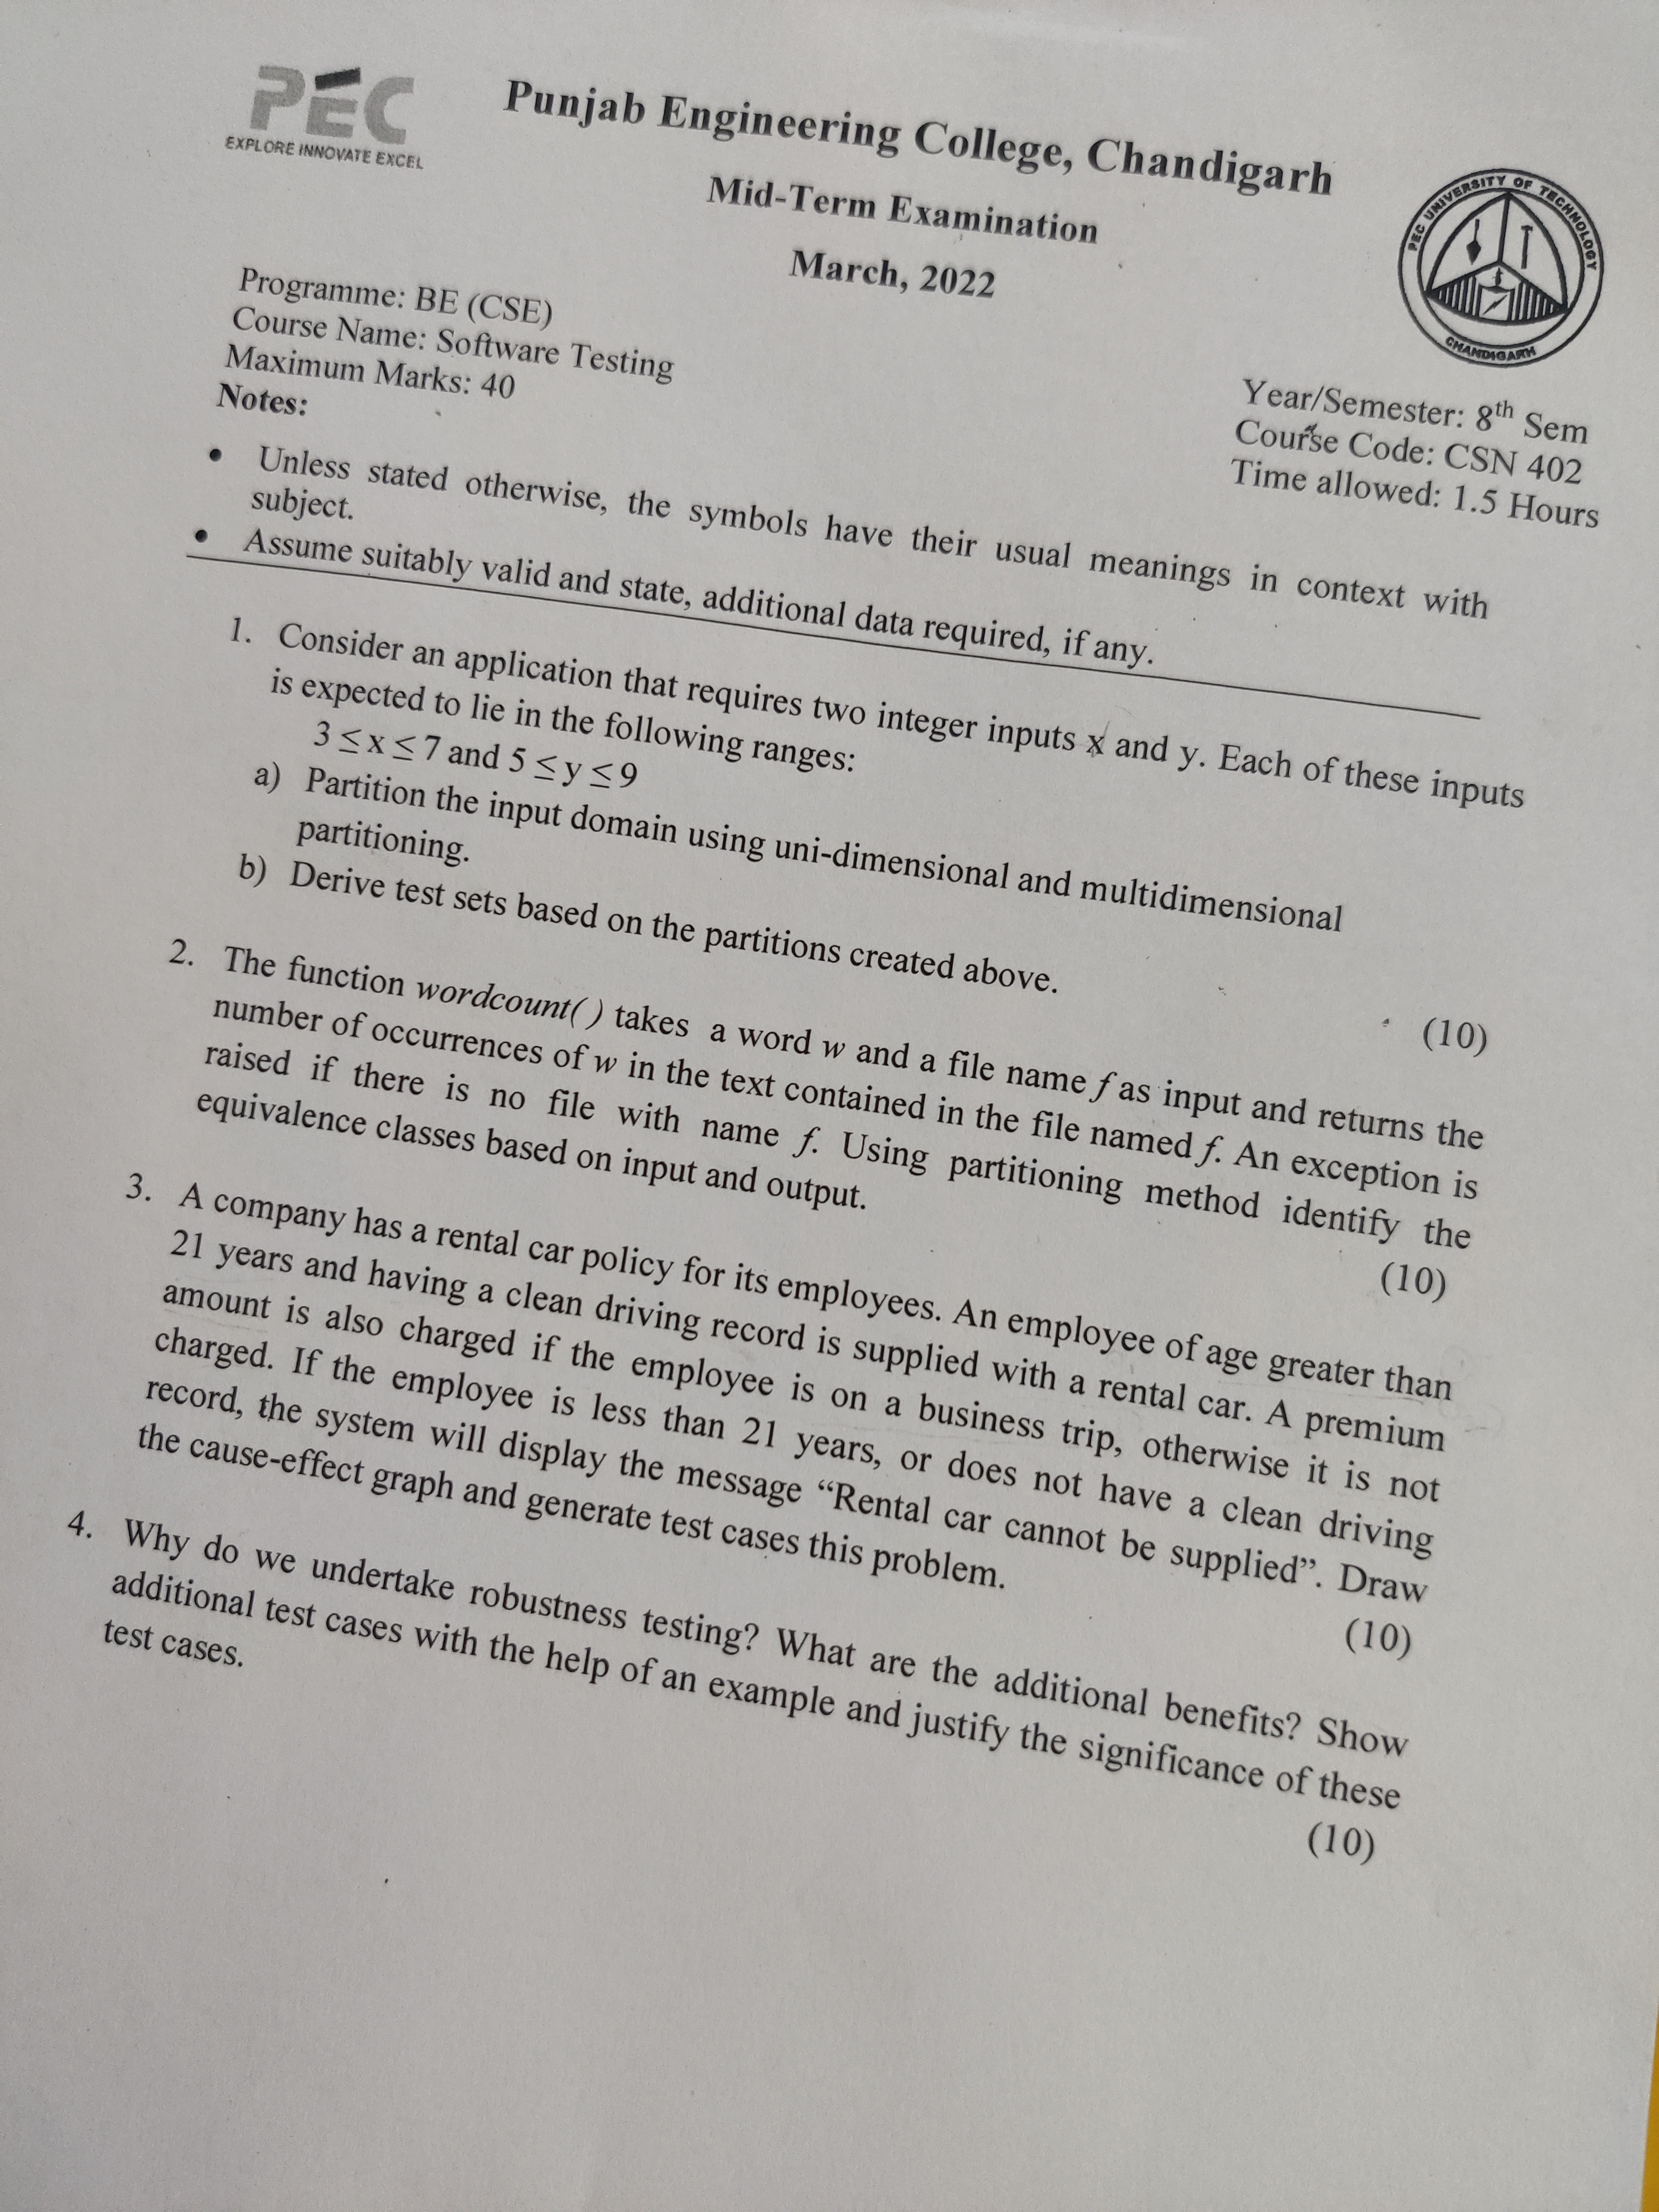 PEC
EXPLORE INNOVATE EXCEL
Punjab Engineering College, Chandigarh
Mid-Term Examination
March, 2022
PEC UNIVERSITY OF TECHNOLOGY
CHANDIGARH
Programme: BE (CSE)
Course Name: Software Testing
Maximum Marks: 40
Year/Semester: 8th Sem
Course Code: CSN 402
Time allowed: 1.5 Hours
Notes:
• Unless stated otherwise, the symbols have their usual meanings in context with
subject.
• Assume suitably valid and state, additional data required, if any.
1. Consider an application that requires two integer inputs x and y. Each of these inputs
is expected to lie in the following ranges:
3 ≤ x ≤ 7 and 5 ≤ y ≤ 9
a) Partition the input domain using uni-dimensional and multidimensional
partitioning.
b) Derive test sets based on the partitions created above.
(10)
2. The function wordcount( ) takes a word w and a file name f as input and returns the
number of occurrences of w in the text contained in the file named f. An exception is
raised if there is no file with name f. Using partitioning method identify the
equivalence classes based on input and output.
(10)
3. A company has a rental car policy for its employees. An employee of age greater than
21 years and having a clean driving record is supplied with a rental car. A premium
amount is also charged if the employee is on a business trip, otherwise it is not
charged. If the employee is less than 21 years, or does not have a clean driving
record, the system will display the message “Rental car cannot be supplied”. Draw
the cause-effect graph and generate test cases this problem.
(10)
4. Why do we undertake robustness testing? What are the additional benefits? Show
additional test cases with the help of an example and justify the significance of these
test cases.
(10)